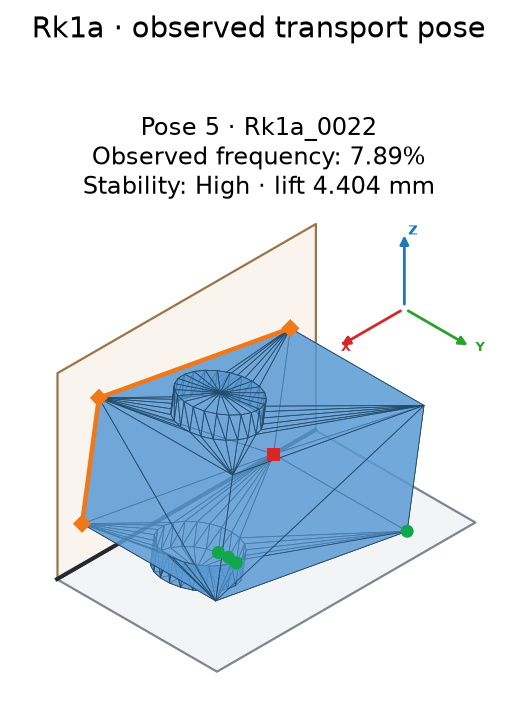 Rk1a · observed transport pose
Pose 5 · Rk1a_0022
Observed frequency: 7.89%
Stability: High · lift 4.404 mm
Z
X
Y